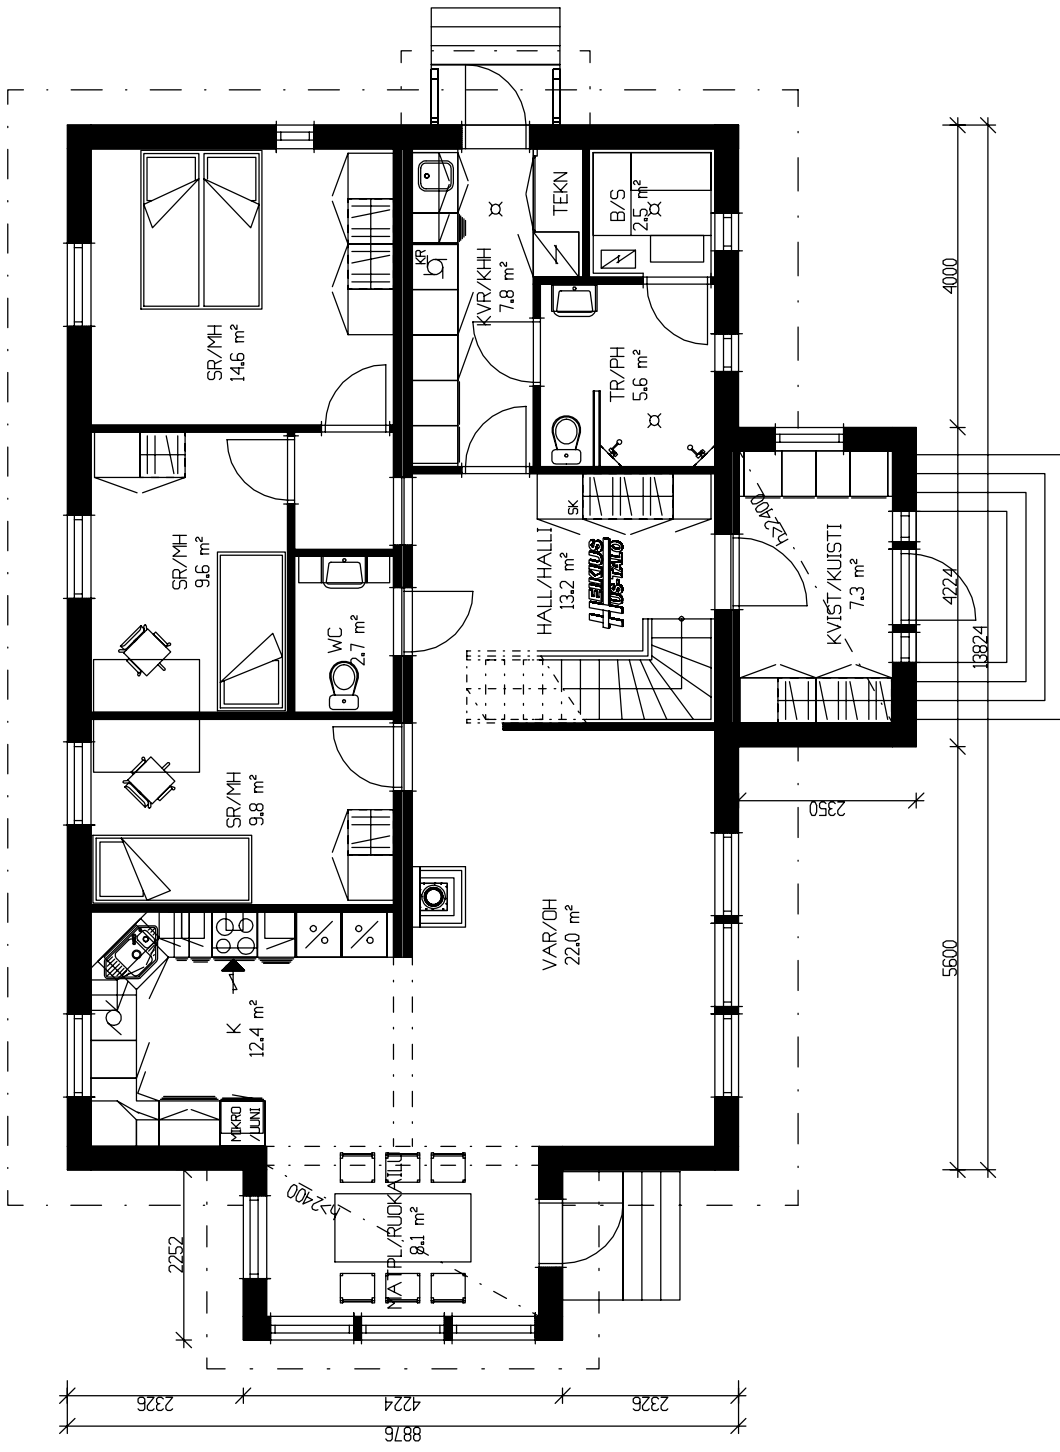 TEKN
B/S
2.5 m²
KR
KVR/KHH
7.8 m²
SR/MH
14.6 m²
TR/PH
5.6 m²
4000
SK
h≥2400
HALL/HALLI
13.2 m²
KVIST/KUISTI
7.3 m²
4224
13824
SR/MH
9.6 m²
WC
2.7 m²
SR/MH
9.8 m²
2350
VAR/OH
22.0 m²
5600
K
12.4 m²
MIKRO
/UUNI
h≥2400
MATPL/RUOKAILU
8.1 m²
2252
2326
4224
2326
8876